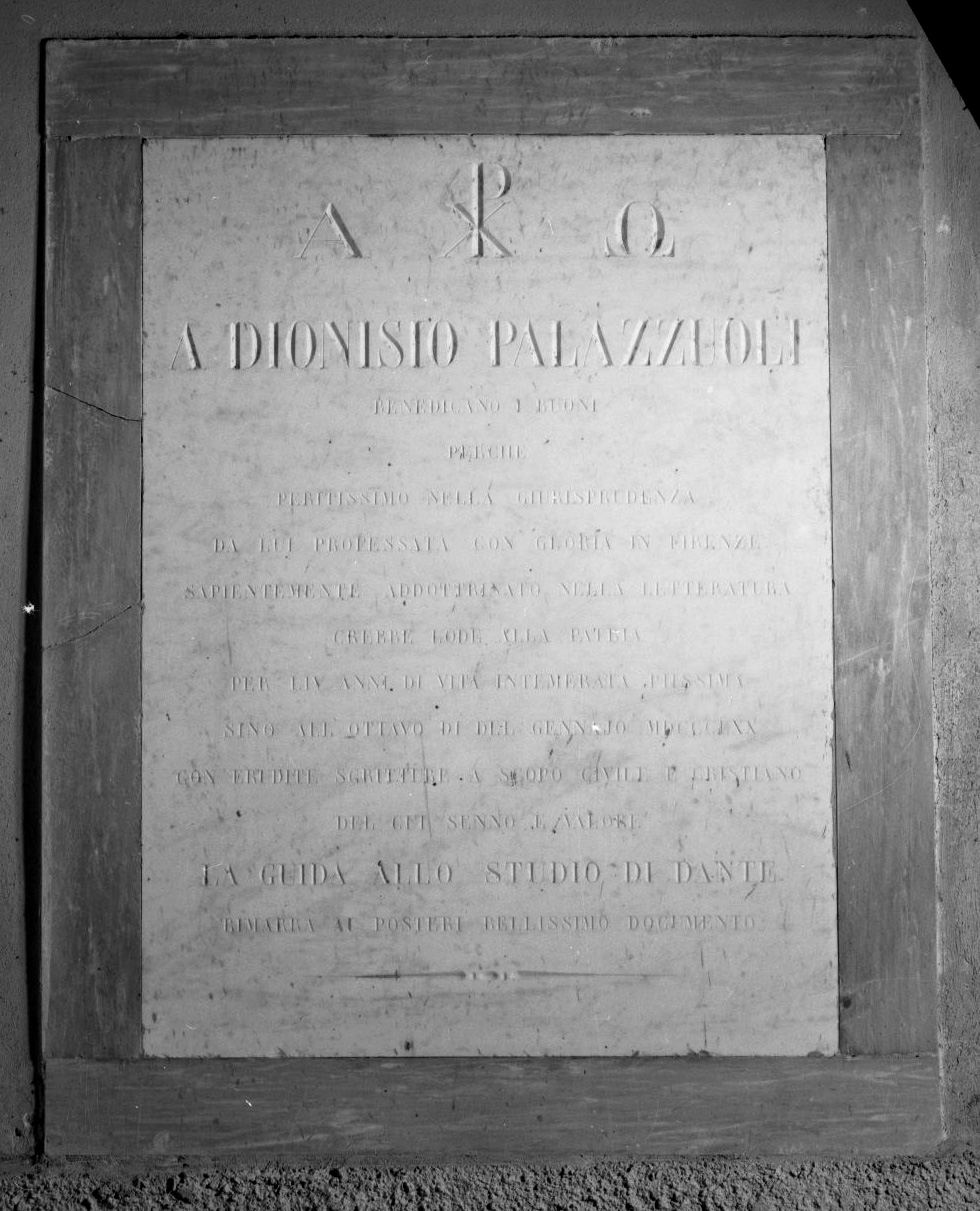 Α ☧ Ω
A DIONISIO PALAZZUOLI
BENEDICANO I BUONI
PERCHE
PERITISSIMO NELLA GIURISPRUDENZA
DA LUI PROFESSATA CON GLORIA IN FIRENZE
SAPIENTEMENTE ADDOTTRINATO NELLA LETTERATURA
CREBBE LODE ALLA PATRIA
PER LIV ANNI DI VITA INTEMERATA PIISSIMA
SINO ALL OTTAVO DI DEL GENNAJO MDCCCLXX
CON ERUDITE SCRITTURE A SCOPO CIVILE E CRISTIANO
DEL CUI SENNO E VALORE
LA GUIDA ALLO STUDIO DI DANTE
RIMARRA AI POSTERI BELLISSIMO DOCUMENTO